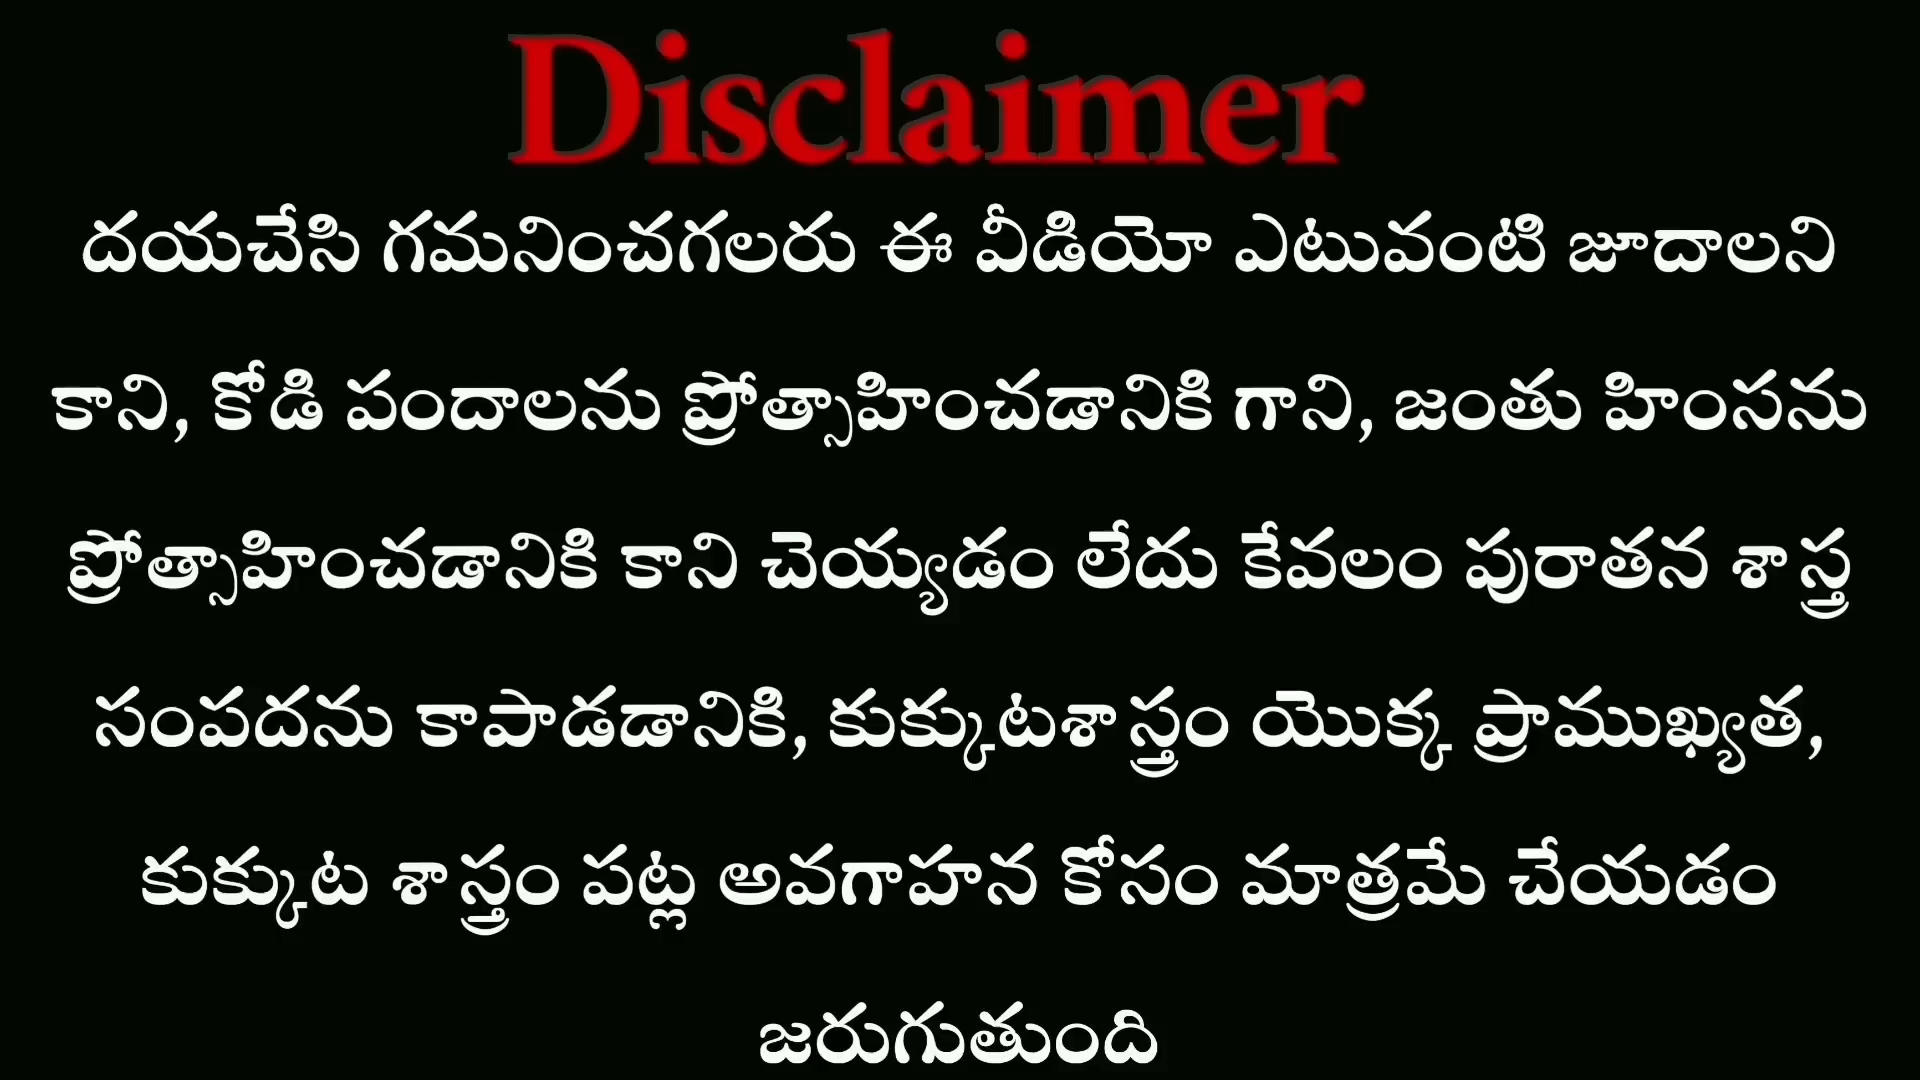 Disclaimer
దయచేసి గమనించగలరు ఈ వీడియో ఎటువంటి జూదాలని
కాని, కోడి పందాలను ప్రోత్సాహించడానికి గాని, జంతు హింసను
ప్రోత్సాహించడానికి కాని చెయ్యడం లేదు కేవలం పురాతన శాస్త్ర
సంపదను కాపాడడానికి, కుక్కుటశాస్త్రం యొక్క ప్రాముఖ్యత,
కుక్కుట శాస్త్రం పట్ల అవగాహన కోసం మాత్రమే చేయడం
జరుగుతుంది